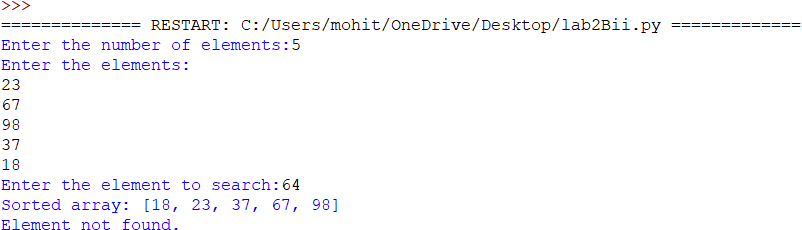 >>>
============== RESTART: C:/Users/mohit/OneDrive/Desktop/lab2Bii.py =============
Enter the number of elements:5
Enter the elements:
23
67
98
37
18
Enter the element to search:64
Sorted array: [18, 23, 37, 67, 98]
Element not found.